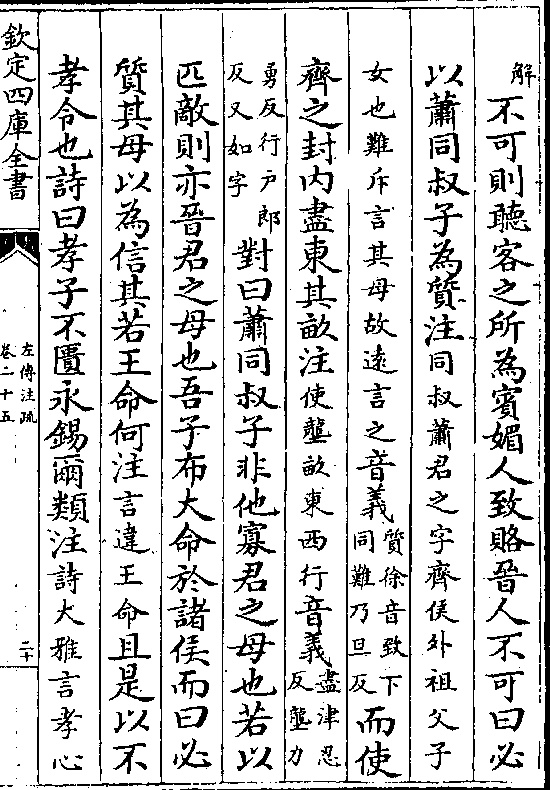 解不可則聽客之所為賓媚人致賂晉人不可曰必
以蕭同叔子為質注同叔蕭君之字齊侯外祖父子
女也難斥言其母故遠言之音義質徐音致下同難乃旦反而使
齊之封内盡東其畝注使壟畝東西行音義盡津忍反壟力
勇反行户郎反又如字對曰蕭同叔子非他寡君之母也若以
匹敵則亦晉君之母也吾子布大命於諸侯而曰必
質其母以為信其若王命何注言違王命且是以不
孝令也詩曰孝子不匱永錫爾類注詩大雅言孝心
欽定四庫全書
左傳注疏
卷二十五
二十